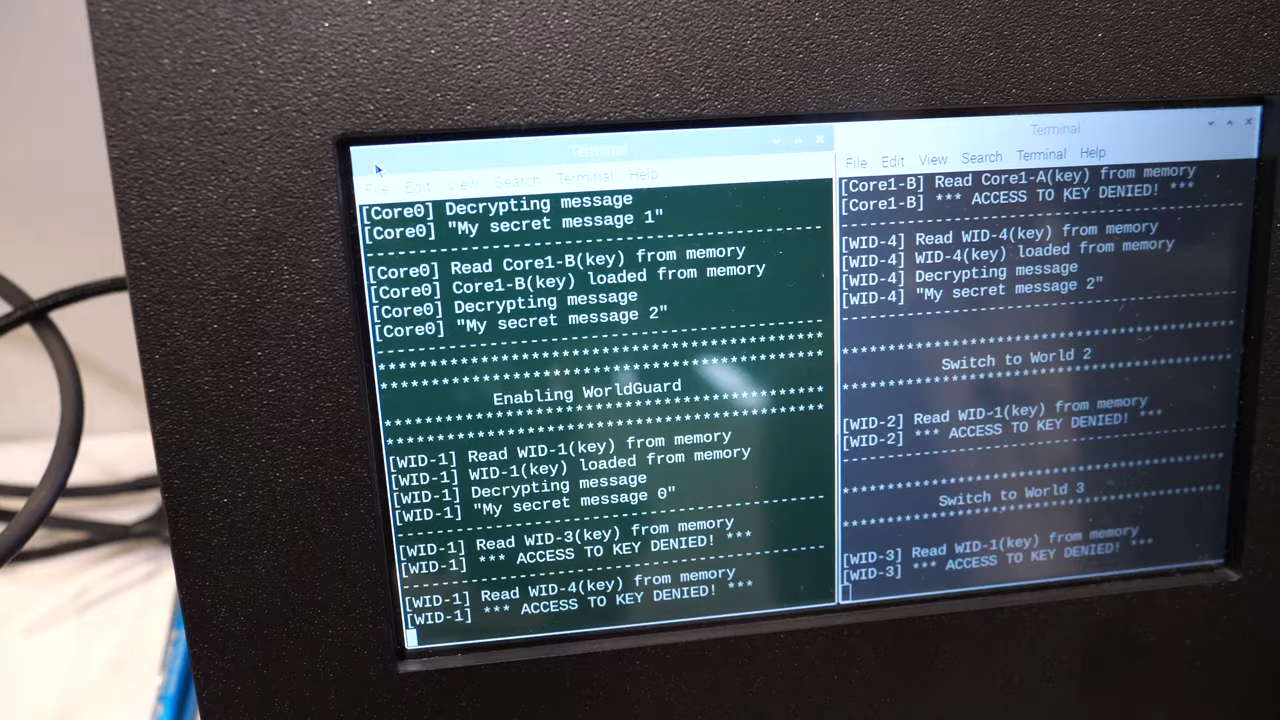 Terminal
File Edit View Search Terminal Help
[Core0] Decrypting message
[Core0] "My secret message 1"
--------------------------------------------------
[Core0] Read Core1-B(key) from memory
[Core0] Core1-B(key) loaded from memory
[Core0] Decrypting message
[Core0] "My secret message 2"
--------------------------------------------------
**************************************************
**************************************************
Enabling WorldGuard
**************************************************
**************************************************
[WID-1] Read WID-1(key) from memory
[WID-1] WID-1(key) loaded from memory
[WID-1] Decrypting message
[WID-1] "My secret message 0"
--------------------------------------------------
[WID-1] Read WID-3(key) from memory
[WID-1] *** ACCESS TO KEY DENIED! ***
--------------------------------------------------
[WID-1] Read WID-4(key) from memory
[WID-1] *** ACCESS TO KEY DENIED! ***
Terminal
File Edit View Search Terminal Help
[Core1-B] Read Core1-A(key) from memory
[Core1-B] *** ACCESS TO KEY DENIED! ***
--------------------------------------------------
[WID-4] Read WID-4(key) from memory
[WID-4] WID-4(key) loaded from memory
[WID-4] Decrypting message
[WID-4] "My secret message 2"
--------------------------------------------------
**************************************************
Switch to World 2
**************************************************
[WID-2] Read WID-1(key) from memory
[WID-2] *** ACCESS TO KEY DENIED! ***
--------------------------------------------------
**************************************************
Switch to World 3
**************************************************
[WID-3] Read WID-1(key) from memory
[WID-3] *** ACCESS TO KEY DENIED! ***